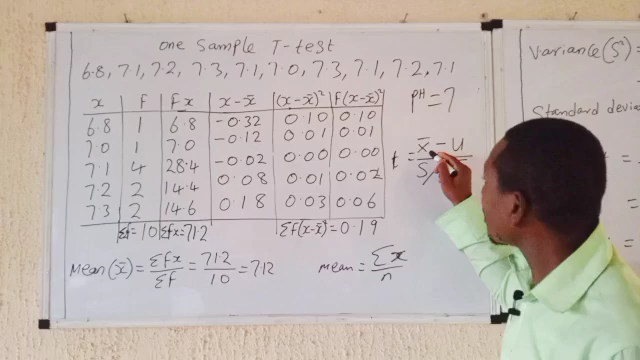 one Sample T-test
6.8, 7.1, 7.2, 7.3, 7.1, 7.0, 7.3, 7.1, 7.2, 7.1
x F Fx x-x̄ (x-x̄)² F(x-x̄)²
6.8 1 6.8 -0.32 0.10 0.10
7.0 1 7.0 -0.12 0.01 0.01
7.1 4 28.4 -0.02 0.00 0.00
7.2 2 14.4 0.08 0.01 0.02
7.3 2 14.6 0.18 0.03 0.06
Σf=10 Σfx=71.2 ΣF(x-x̄)²=0.19
Mean(x̄) = Σfx/Σf = 71.2/10 = 7.12
mean = Σx/n
pH = 7
t = x̄-u/S/
Variance(S)=
Standard devia
=
=
=